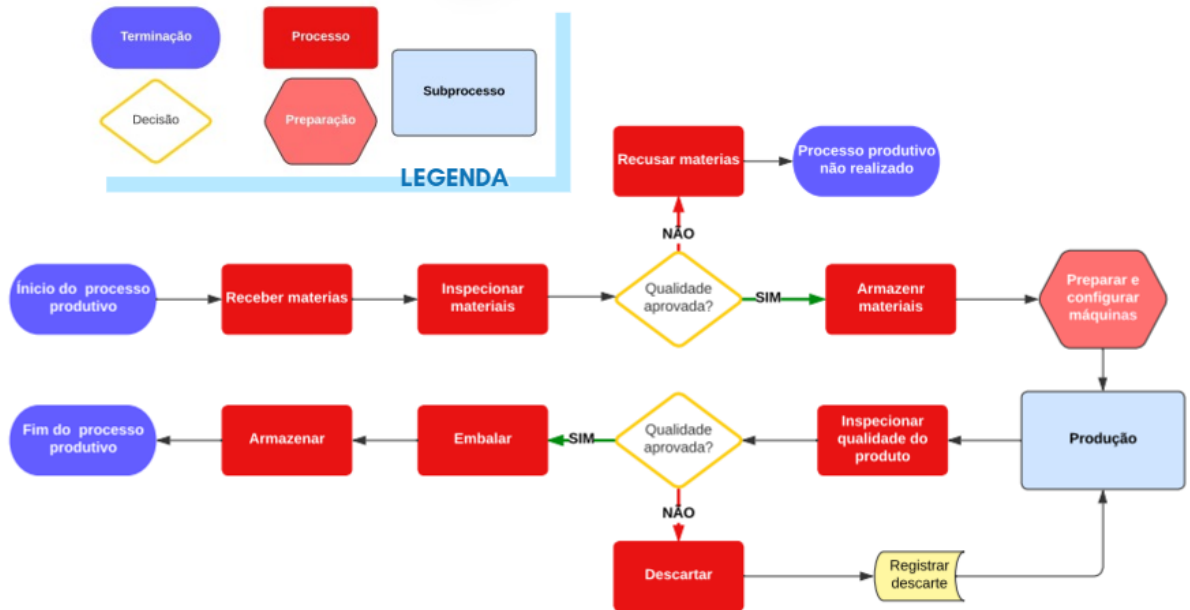 Terminação
Processo
Subprocesso
Decisão
Preparação
LEGENDA
Recusar materias
Processo produtivo
não realizado
NÃO
Ínicio do processo
produtivo
Receber materias
Inspecionar
materiais
Qualidade
aprovada?
SIM
Armazenr
materiais
Preparar e
configurar
máquinas
Fim do processo
produtivo
Armazenar
Embalar
SIM
Qualidade
aprovada?
Inspecionar
qualidade do
produto
Produção
NÃO
Descartar
Registrar
descarte